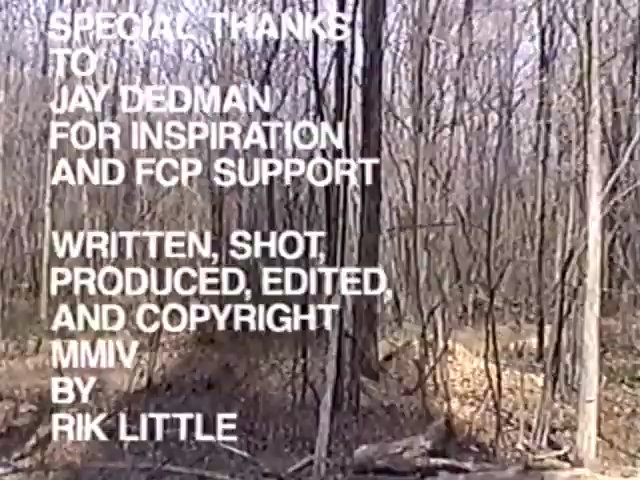 SPECIAL THANKS
TO
JAY DEDMAN
FOR INSPIRATION
AND FCP SUPPORT
WRITTEN, SHOT,
PRODUCED, EDITED,
AND COPYRIGHT
MMIV
BY
RIK LITTLE